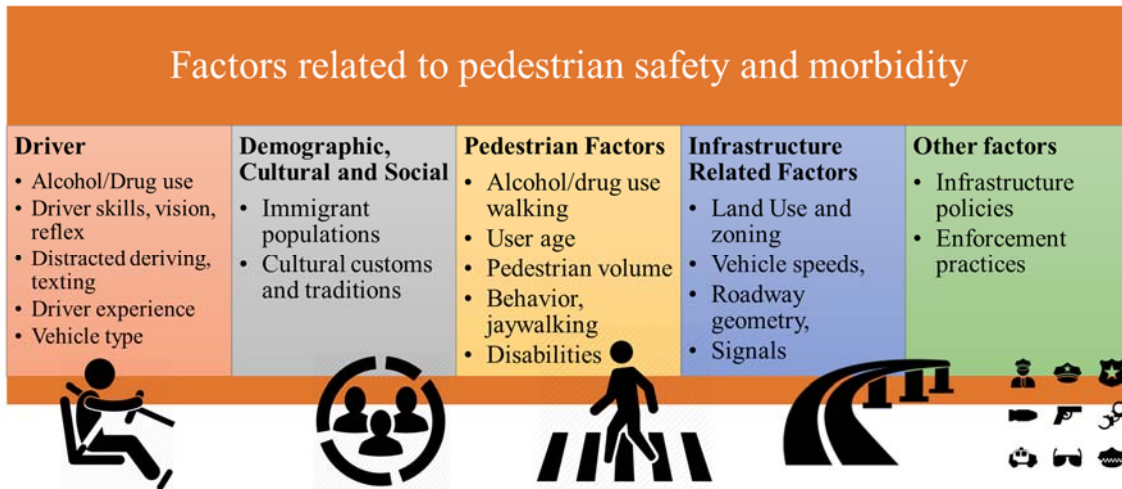 Factors related to pedestrian safety and morbidity
Driver
• Alcohol/Drug use
• Driver skills, vision,
reflex
• Distracted deriving,
texting
• Driver experience
• Vehicle type
Demographic,
Cultural and Social
• Immigrant
populations
• Cultural customs
and traditions
Pedestrian Factors
• Alcohol/drug use
walking
• User age
• Pedestrian volume
• Behavior,
jaywalking
• Disabilities
Infrastructure
Related Factors
• Land Use and
zoning
• Vehicle speeds,
• Roadway
geometry,
• Signals
Other factors
• Infrastructure
policies
• Enforcement
practices